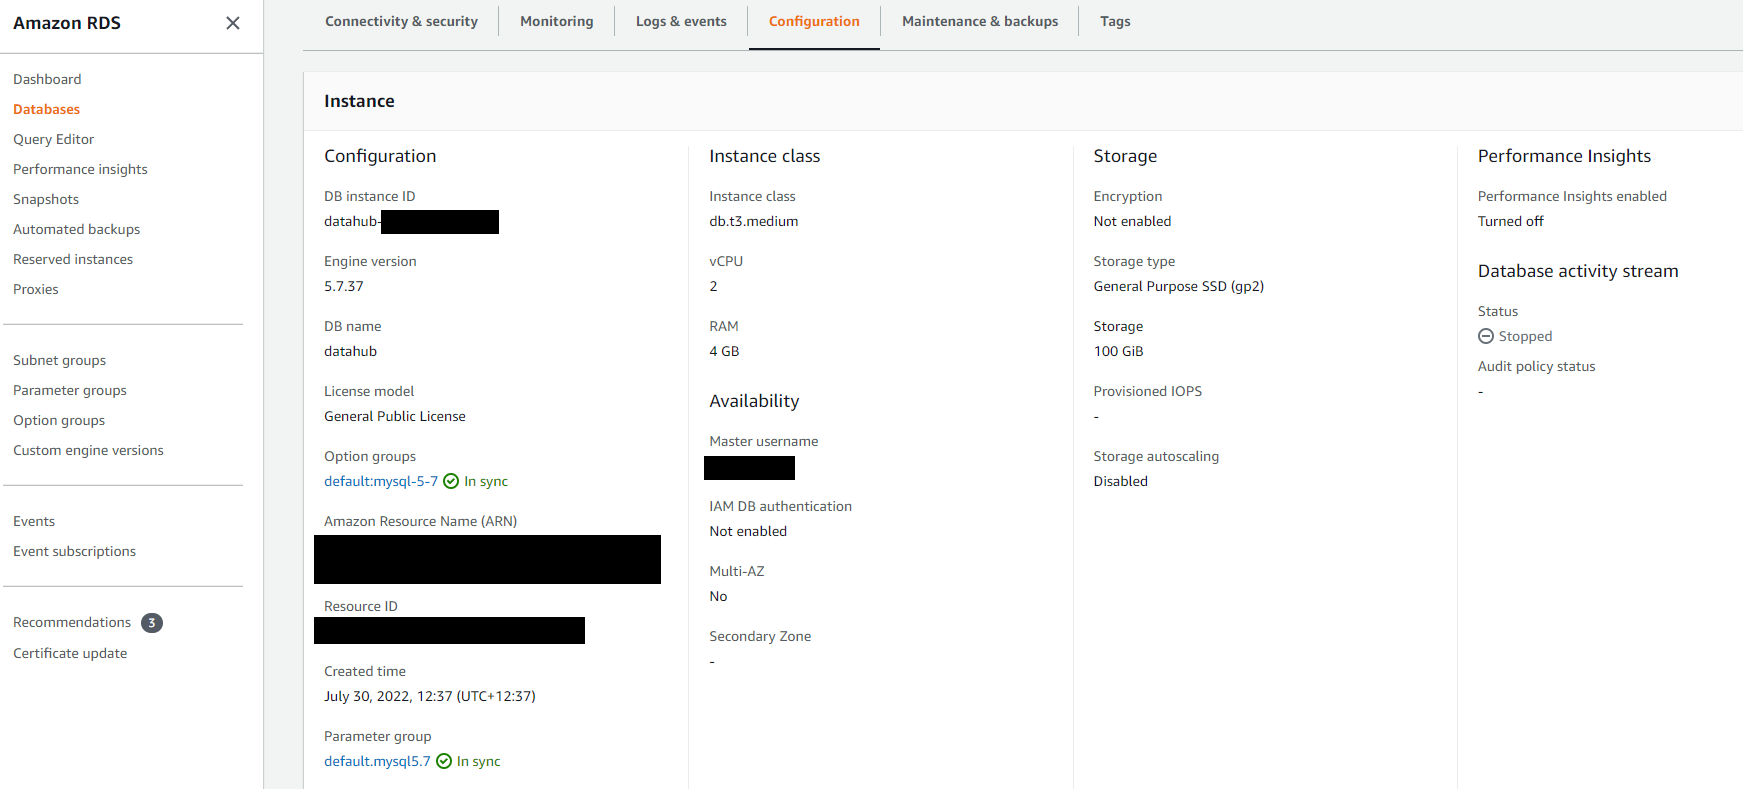 Amazon RDS
Dashboard
Databases
Query Editor
Performance insights
Snapshots
Automated backups
Reserved instances
Proxies
Subnet groups
Parameter groups
Option groups
Custom engine versions
Events
Event subscriptions
Recommendations 3
Certificate update
Connectivity & security
Monitoring
Logs & events
Configuration
Maintenance & backups
Tags
Instance
Configuration
DB instance ID
datahub-
Engine version
5.7.37
DB name
datahub
License model
General Public License
Option groups
default:mysql-5-7 In sync
Amazon Resource Name (ARN)
Resource ID
Created time
July 30, 2022, 12:37 (UTC+12:37)
Parameter group
default.mysql5.7 In sync
Instance class
Instance class
db.t3.medium
vCPU
2
RAM
4 GB
Availability
Master username
IAM DB authentication
Not enabled
Multi-AZ
No
Secondary Zone
-
Storage
Encryption
Not enabled
Storage type
General Purpose SSD (gp2)
Storage
100 GiB
Provisioned IOPS
-
Storage autoscaling
Disabled
Performance Insights
Performance Insights enabled
Turned off
Database activity stream
Status
Stopped
Audit policy status
-